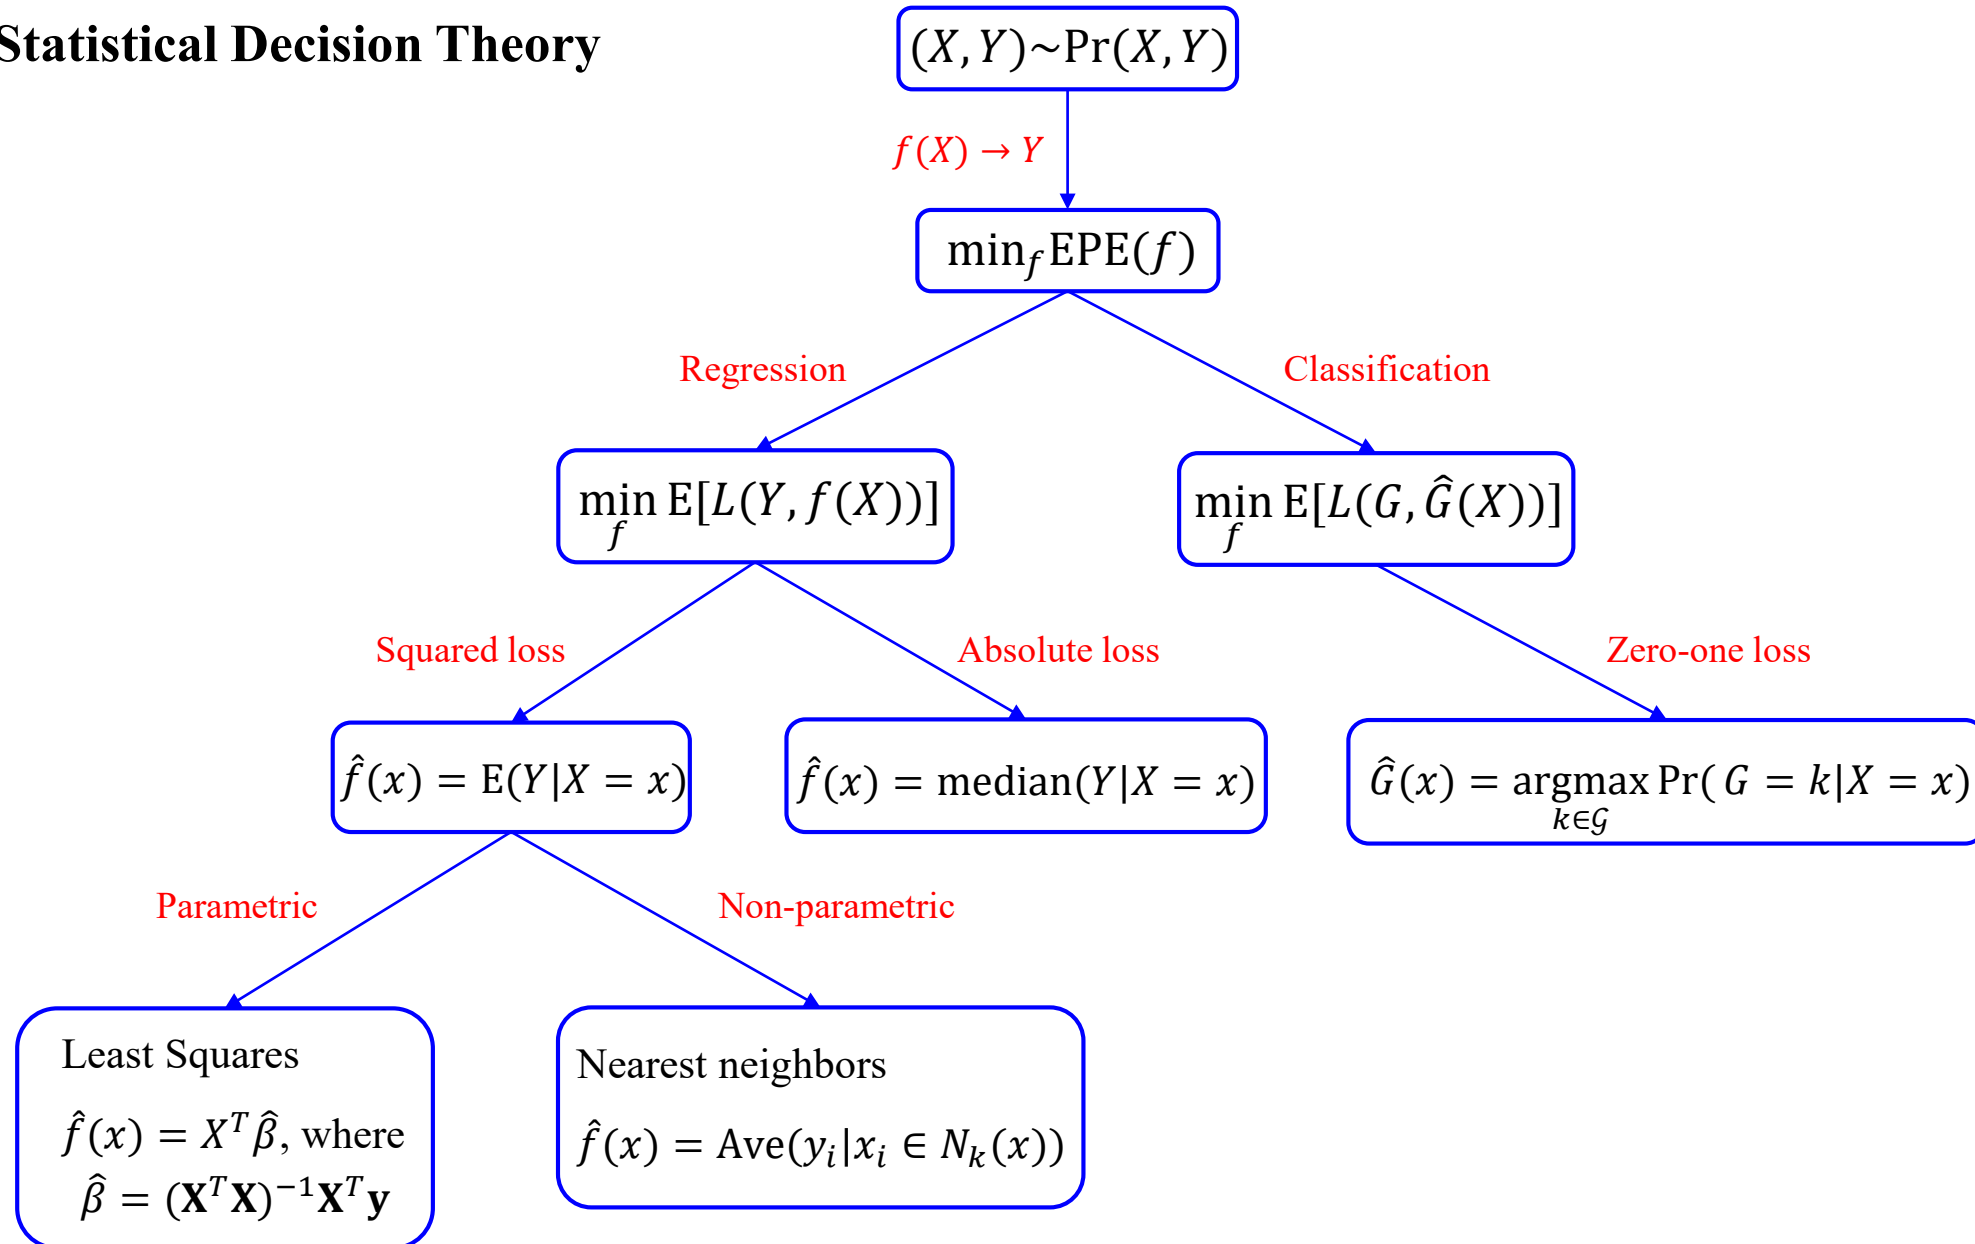 Statistical Decision Theory
(X, Y)~Pr(X, Y)
f(X) → Y
min_f EPE(f)
Regression
Classification
min_f E[L(Y, f(X))]
min_f E[L(G, Ĝ(X))]
Squared loss
Absolute loss
Zero-one loss
f̂(x) = E(Y|X = x)
f̂(x) = median(Y|X = x)
Ĝ(x) = argmax_{k∈𝒢} Pr( G = k|X = x)
Parametric
Non-parametric
Least Squares
f̂(x) = X^T β̂, where
β̂ = (𝐗^T 𝐗)^{−1} 𝐗^T 𝐲
Nearest neighbors
f̂(x) = Ave(y_i|x_i ∈ N_k(x))